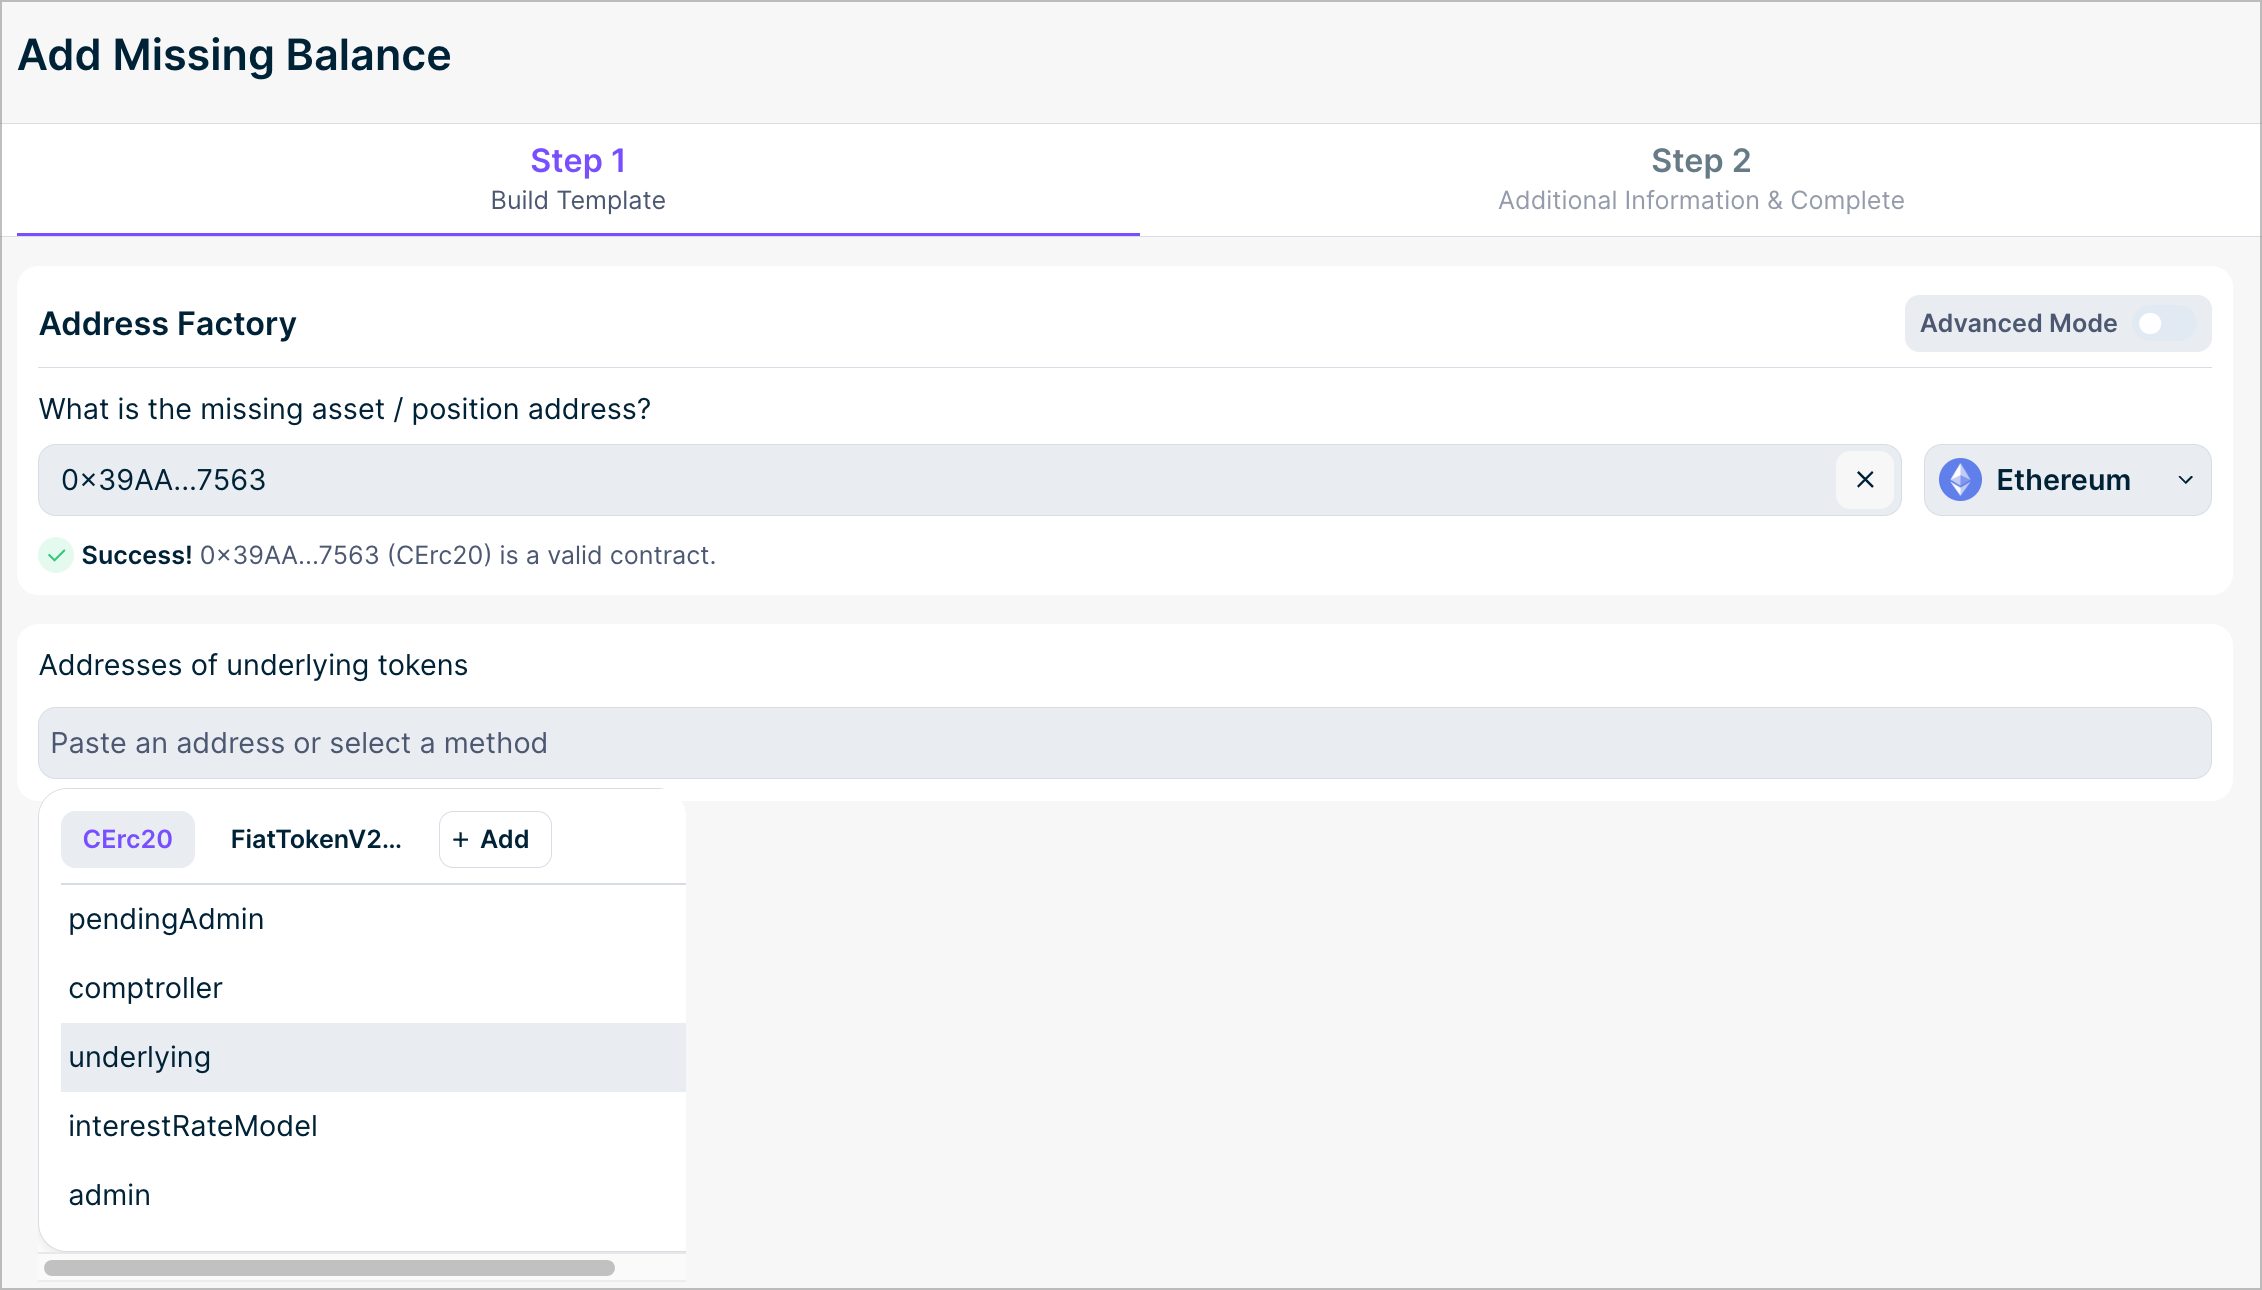 Add Missing Balance
Step 1
Build Template
Step 2
Additional Information & Complete
Address Factory
Advanced Mode
What is the missing asset / position address?
0×39AA...7563
Ethereum
Success! 0×39AA...7563 (CErc20) is a valid contract.
Addresses of underlying tokens
Paste an address or select a method
CErc20
FiatTokenV2...
+ Add
pendingAdmin
comptroller
underlying
interestRateModel
admin